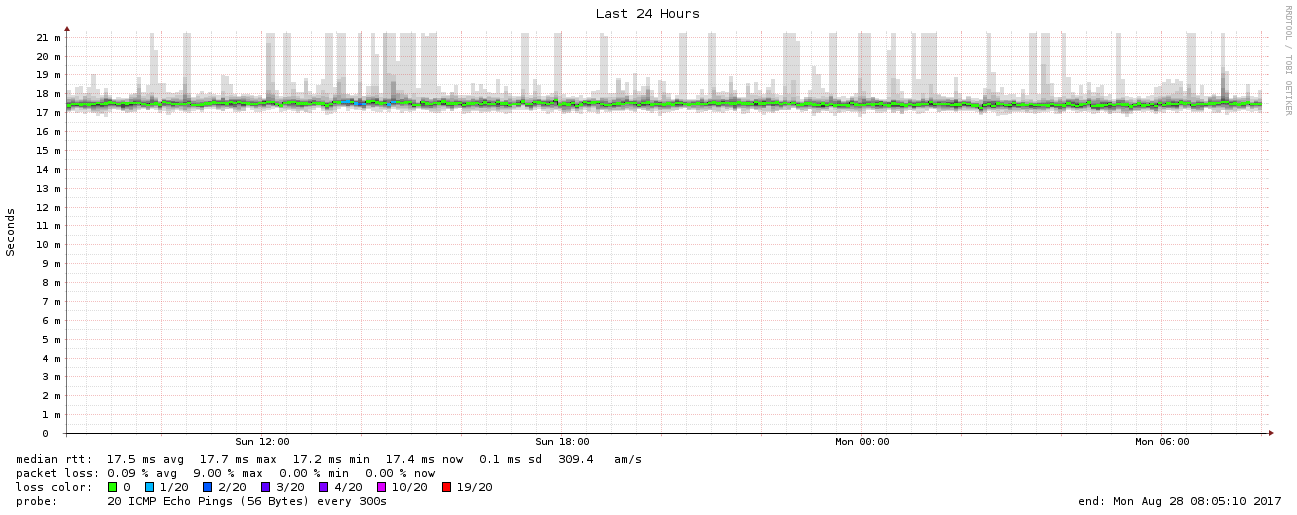 Last 24 Hours
RRDTOOL / TOBI OETIKER
Seconds
21 m
20 m
19 m
18 m
17 m
16 m
15 m
14 m
13 m
12 m
11 m
10 m
9 m
8 m
7 m
6 m
5 m
4 m
3 m
2 m
1 m
0
Sun 12:00 Sun 18:00 Mon 00:00 Mon 06:00
median rtt: 17.5 ms avg 17.7 ms max 17.2 ms min 17.4 ms now 0.1 ms sd 309.4 am/s
packet loss: 0.09 % avg 9.00 % max 0.00 % min 0.00 % now
loss color: 0 1/20 2/20 3/20 4/20 10/20 19/20
probe: 20 ICMP Echo Pings (56 Bytes) every 300s end: Mon Aug 28 08:05:10 2017